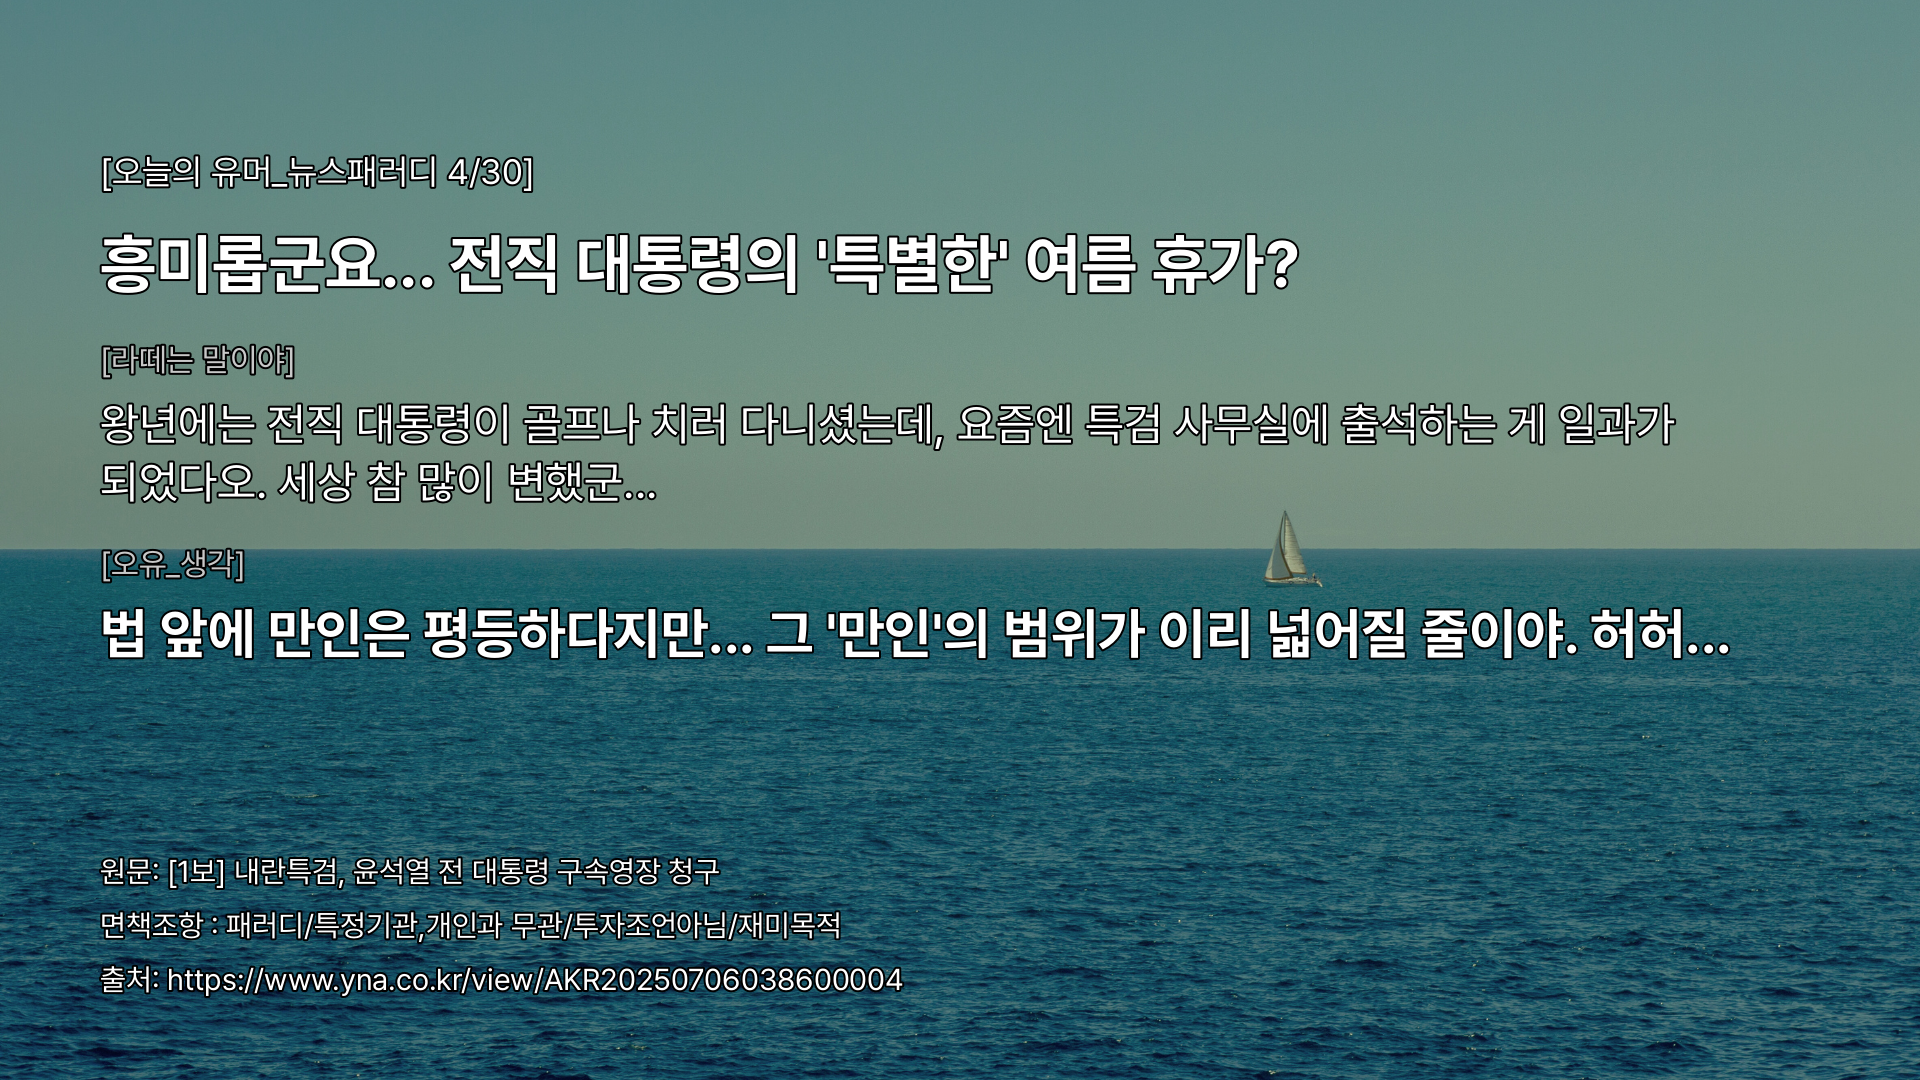 [오늘의 유머_뉴스패러디 4/30]
흥미롭군요... 전직 대통령의 '특별한' 여름 휴가?
[라떼는 말이야]
왕년에는 전직 대통령이 골프나 치러 다니셨는데, 요즘엔 특검 사무실에 출석하는 게 일과가
되었다오. 세상 참 많이 변했군...
[오유_생각]
법 앞에 만인은 평등하다지만... 그 '만인'의 범위가 이리 넓어질 줄이야. 허허...
원문: [1보] 내란특검, 윤석열 전 대통령 구속영장 청구
면책조항 : 패러디/특정기관,개인과 무관/투자조언아님/재미목적
출처: https://www.yna.co.kr/view/AKR20250706038600004